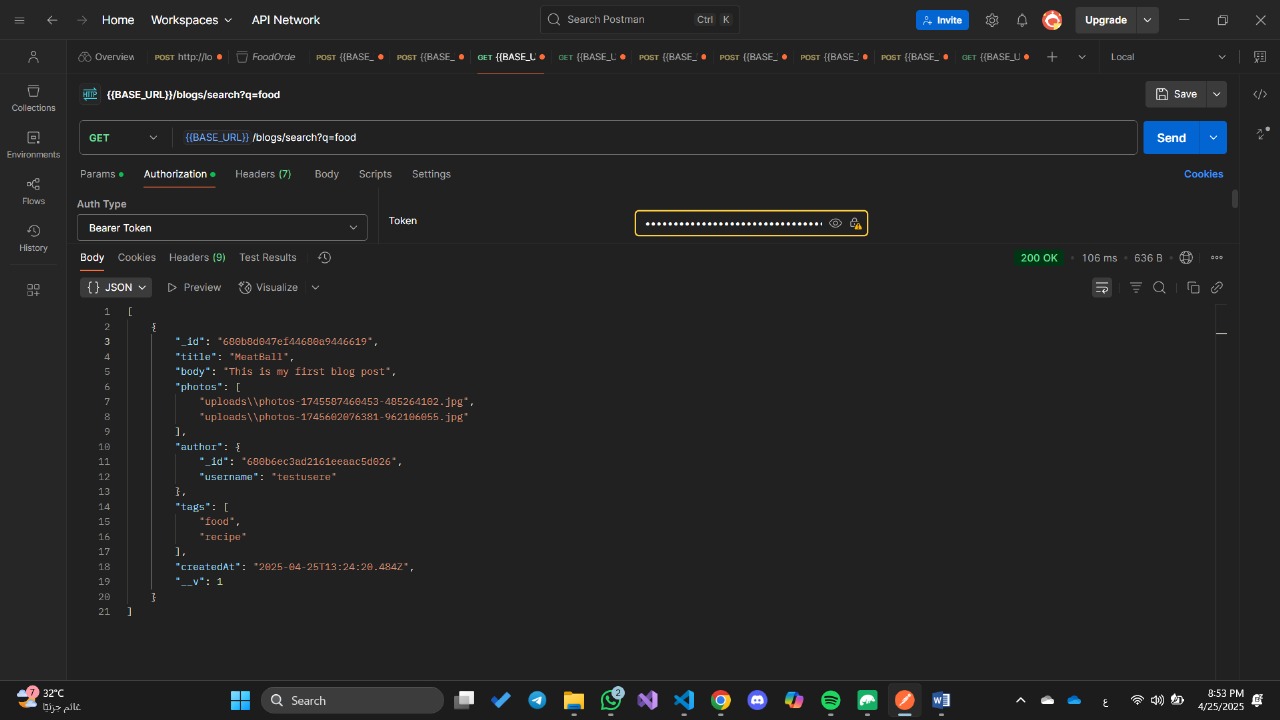 Home Workspaces API Network Search Postman Ctrl K Invite Upgrade
Overview POST http://lo FoodOrde POST {{BASE_ POST {{BASE_ GET {{BASE_U GET {{BASE_U POST {{BASE_ POST {{BASE_ POST {{BASE_ POST {{BASE_ GET {{BASE_U Local
Collections
Environments
Flows
History
HTTP {{BASE_URL}}/blogs/search?q=food Save
GET {{BASE_URL}} /blogs/search?q=food Send
Params Authorization Headers (7) Body Scripts Settings Cookies
Auth Type
Bearer Token
Token
Body Cookies Headers (9) Test Results 200 OK 106 ms 636 B
{} JSON Preview Visualize
1 [
2 {
3 "_id": "680b8d047ef44680a9446619",
4 "title": "MeatBall",
5 "body": "This is my first blog post",
6 "photos": [
7 "uploads\\photos-1745587460453-485264102.jpg",
8 "uploads\\photos-1745602076381-962106055.jpg"
9 ],
10 "author": {
11 "_id": "680b6ec3ad2161eeaac5d026",
12 "username": "testusere"
13 },
14 "tags": [
15 "food",
16 "recipe"
17 ],
18 "createdAt": "2025-04-25T13:24:20.484Z",
19 "__v": 1
20 }
21 ]
7 32°C
غائم جزئيًا
Search
2
ع
8:53 PM
4/25/2025